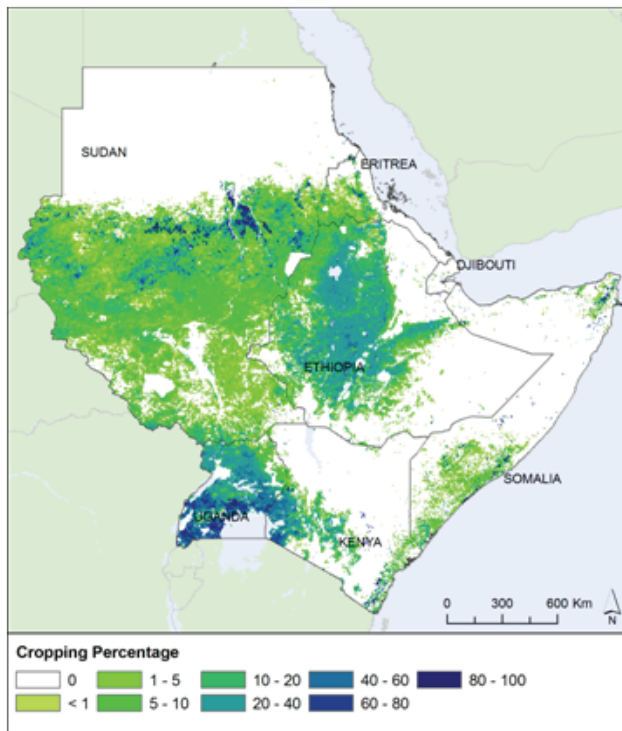 SUDAN
ERITREA
DJIBOUTI
ETHIOPIA
SOMALIA
UGANDA
KENYA
0 300 600 Km
N
Cropping Percentage
0 1 - 5 10 - 20 40 - 60 80 - 100
< 1 5 - 10 20 - 40 60 - 80